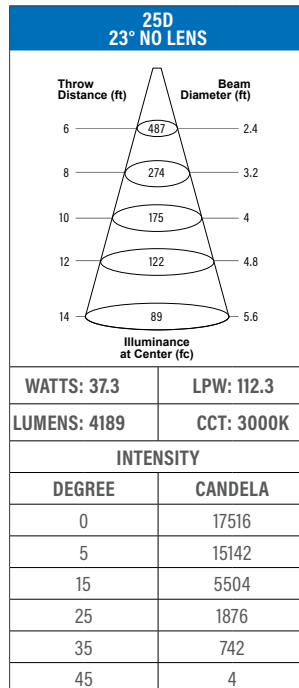 25D
23° NO LENS
Throw Distance (ft)
Beam Diameter (ft)
6 487 2.4
8 274 3.2
10 175 4
12 122 4.8
14 89 5.6
Illuminance
at Center (fc)
WATTS: 37.3 LPW: 112.3
LUMENS: 4189 CCT: 3000K
INTENSITY
DEGREE CANDELA
0 17516
5 15142
15 5504
25 1876
35 742
45 4